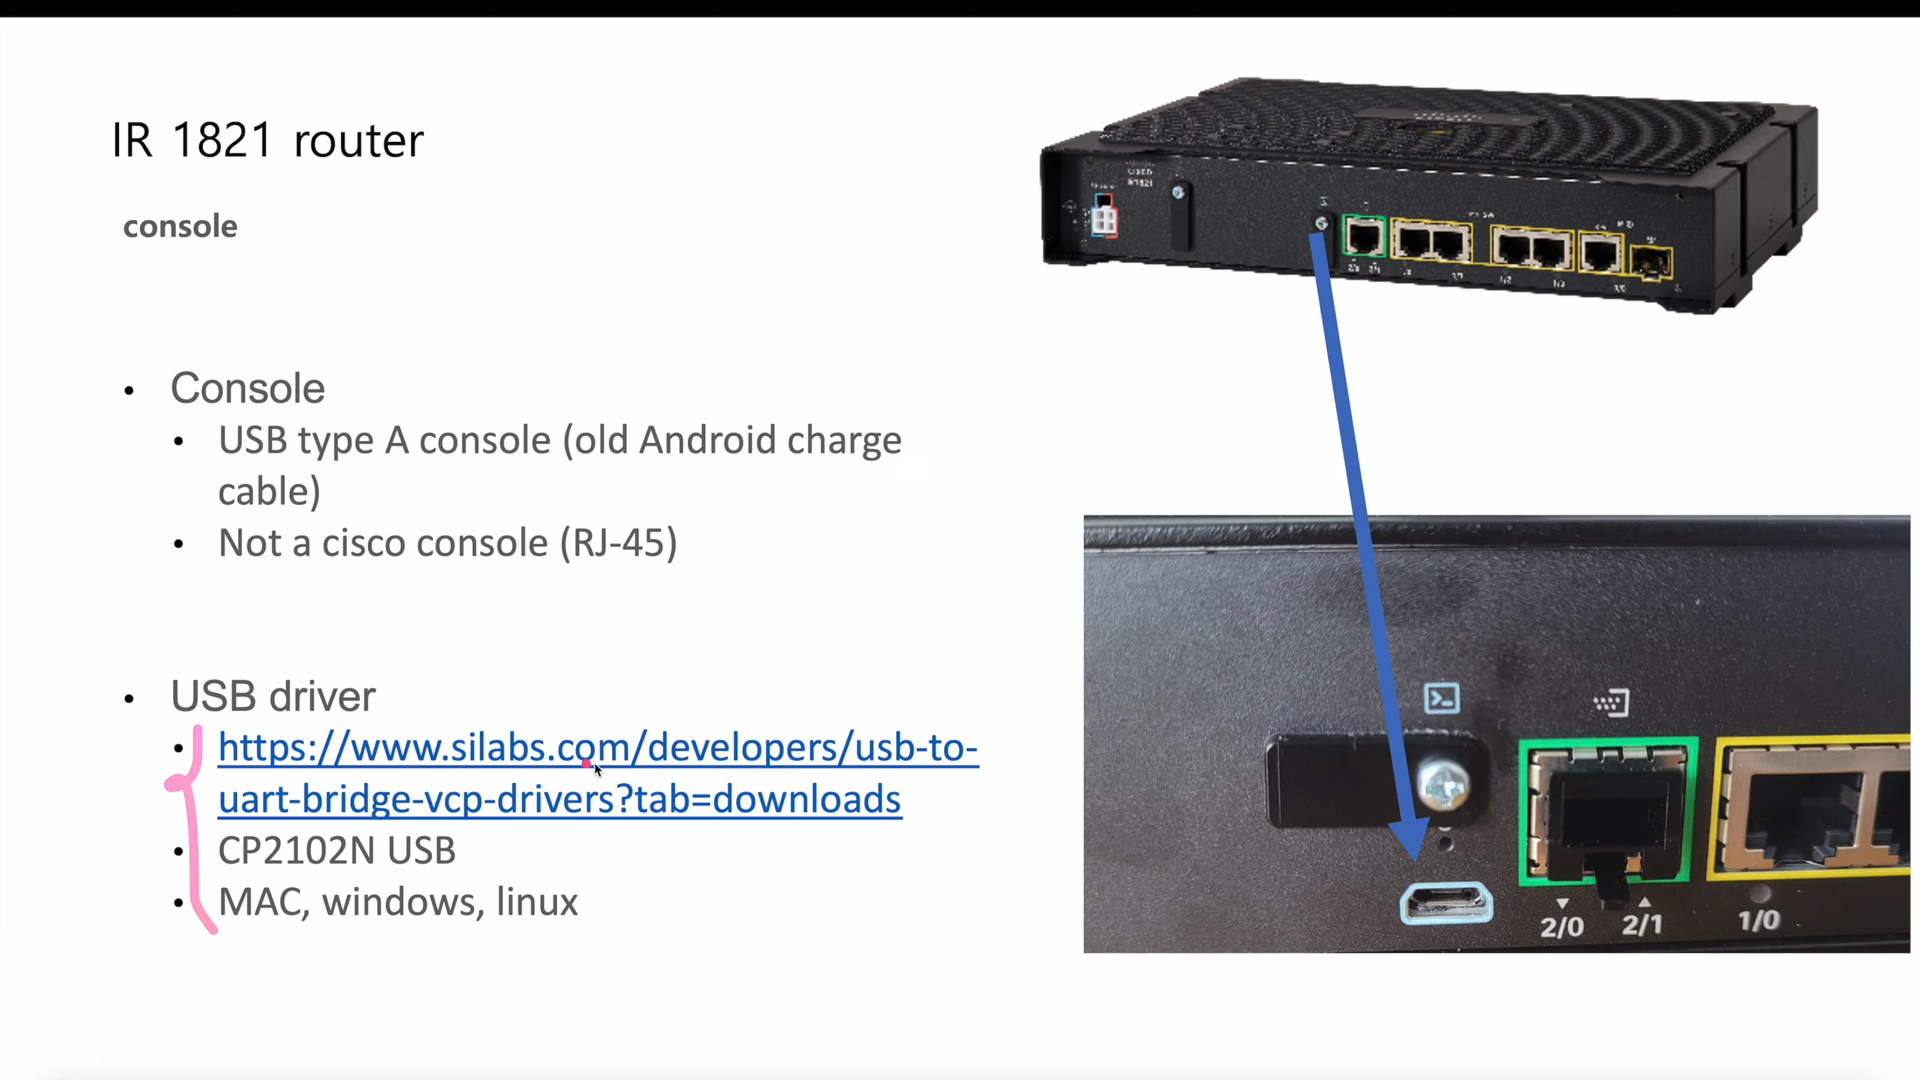 IR 1821 router
console
• Console
• USB type A console (old Android charge
cable)
• Not a cisco console (RJ-45)
• USB driver
• https://www.silabs.com/developers/usb-to-
uart-bridge-vcp-drivers?tab=downloads
• CP2102N USB
• MAC, windows, linux
2/0 2/1 1/0